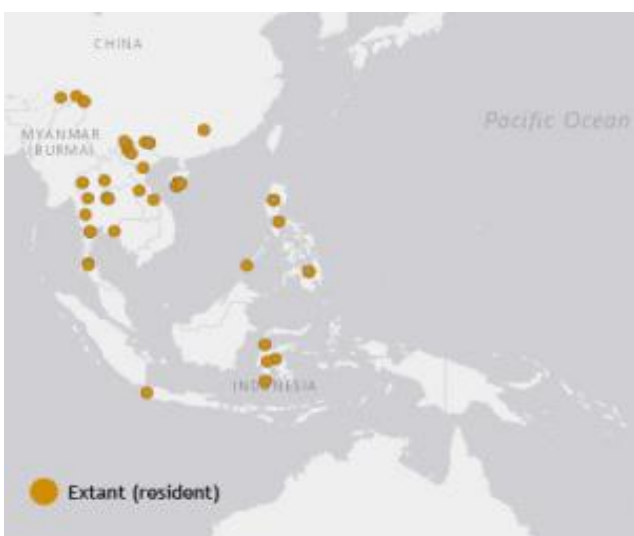 CHINA
Pacific Ocean
MYANMAR
(BURMA)
INDONESIA
Extant (resident)